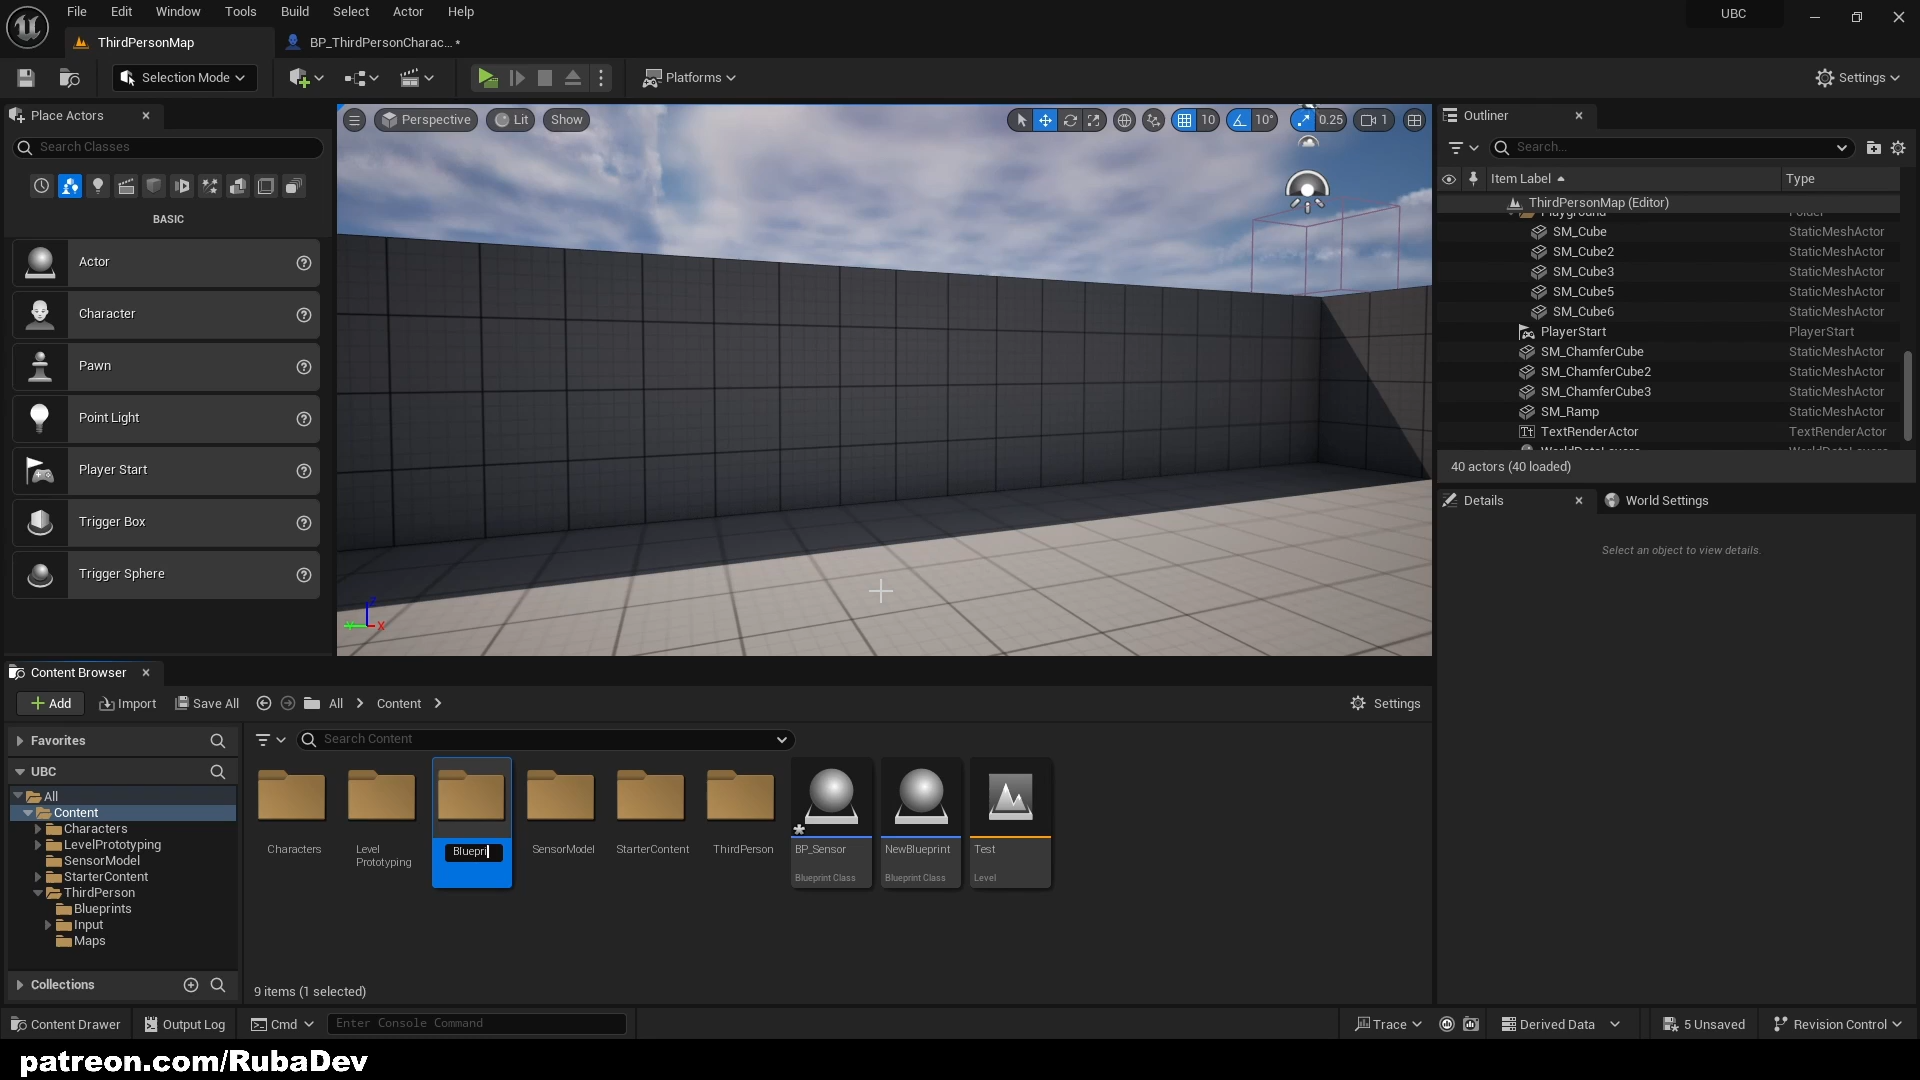 File Edit Window Tools Build Select Actor Help
UBC
ThirdPersonMap
BP_ThirdPersonCharac... *
Selection Mode
Platforms
Settings
Place Actors
Search Classes
BASIC
Actor
Character
Pawn
Point Light
Player Start
Trigger Box
Trigger Sphere
Perspective
Lit
Show
10
10°
0.25
1
X
Outliner
Search...
Item Label
Type
ThirdPersonMap (Editor)
Playground
Folder
SM_Cube StaticMeshActor
SM_Cube2 StaticMeshActor
SM_Cube3 StaticMeshActor
SM_Cube5 StaticMeshActor
SM_Cube6 StaticMeshActor
PlayerStart PlayerStart
SM_ChamferCube StaticMeshActor
SM_ChamferCube2 StaticMeshActor
SM_ChamferCube3 StaticMeshActor
SM_Ramp StaticMeshActor
Tt TextRenderActor TextRenderActor
40 actors (40 loaded)
Details
World Settings
Select an object to view details.
Content Browser
Add
Import
Save All
All
Content
Settings
Favorites
UBC
All
Content
Characters
LevelPrototyping
SensorModel
StarterContent
ThirdPerson
Blueprints
Input
Maps
Collections
Search Content
Characters
Level
Prototyping
Bluepri
SensorModel
StarterContent
ThirdPerson
BP_Sensor
Blueprint Class
NewBlueprint
Blueprint Class
Test
Level
9 items (1 selected)
Content Drawer
Output Log
Cmd
Enter Console Command
Trace
Derived Data
5 Unsaved
Revision Control
patreon.com/RubaDev